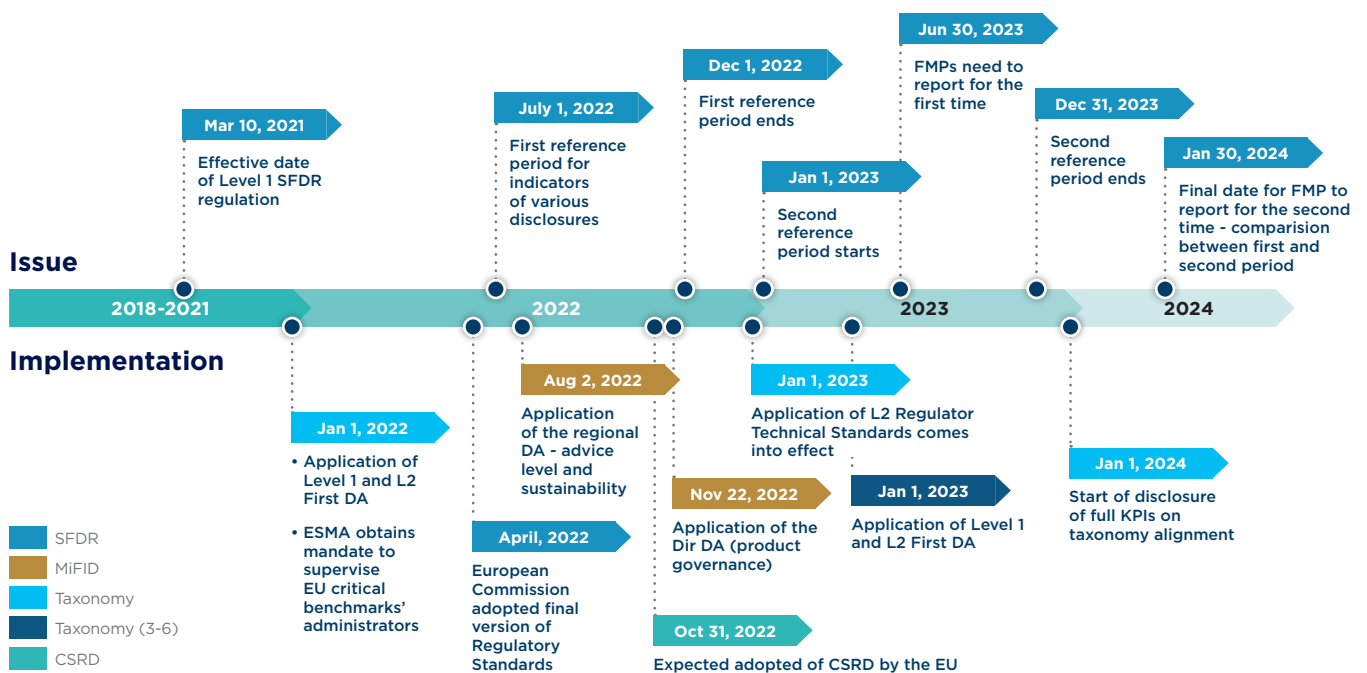 Mar 10, 2021
Effective date
of Level 1 SFDR
regulation
July 1, 2022
First reference
period for
indicators
of various
disclosures
Dec 1, 2022
First reference
period ends
Jan 1, 2023
Second
reference
period starts
Jun 30, 2023
FMPs need to
report for the
first time
Dec 31, 2023
Second
reference
period ends
Jan 30, 2024
Final date for FMP to
report for the second
time - comparision
between first and
second period
Issue
2018-2021
2022
2023
2024
Implementation
Jan 1, 2022
• Application of
Level 1 and L2
First DA
• ESMA obtains
mandate to
supervise
EU critical
benchmarks’
administrators
April, 2022
European
Commission
adopted final
version of
Regulatory
Standards
Aug 2, 2022
Application
of the regional
DA - advice
level and
sustainability
Oct 31, 2022
Expected adopted of CSRD by the EU
Nov 22, 2022
Application of the
Dir DA (product
governance)
Jan 1, 2023
Application of L2 Regulator
Technical Standards comes
into effect
Jan 1, 2023
Application of Level 1
and L2 First DA
Jan 1, 2024
Start of disclosure
of full KPIs on
taxonomy alignment
SFDR
MiFID
Taxonomy
Taxonomy (3-6)
CSRD